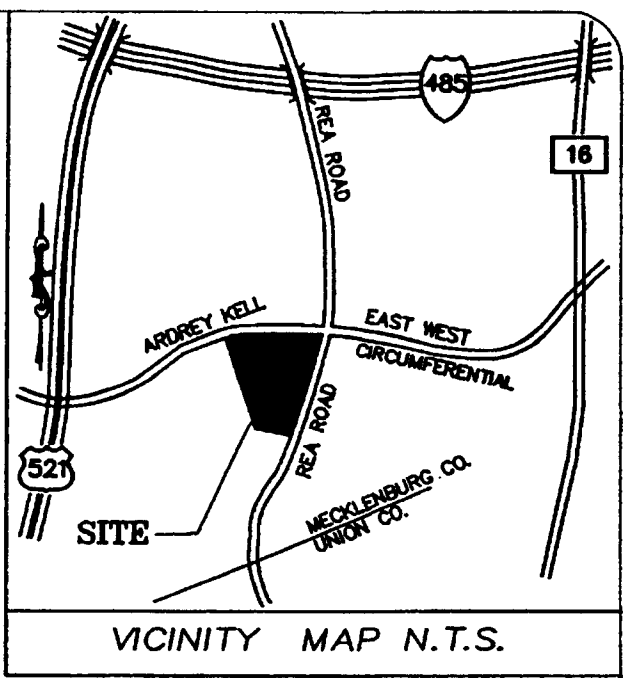 485
REA ROAD
16
ARDREY KELL
EAST WEST
CIRCUMFERENTIAL
REA ROAD
521
MECKLENBURG CO.
UNION CO.
SITE
VICINITY MAP N.T.S.